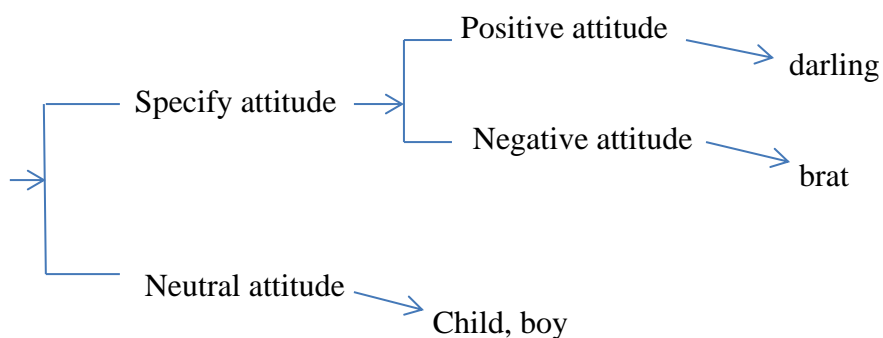 Positive attitude
darling
Specify attitude
Negative attitude
brat
Neutral attitude
Child, boy